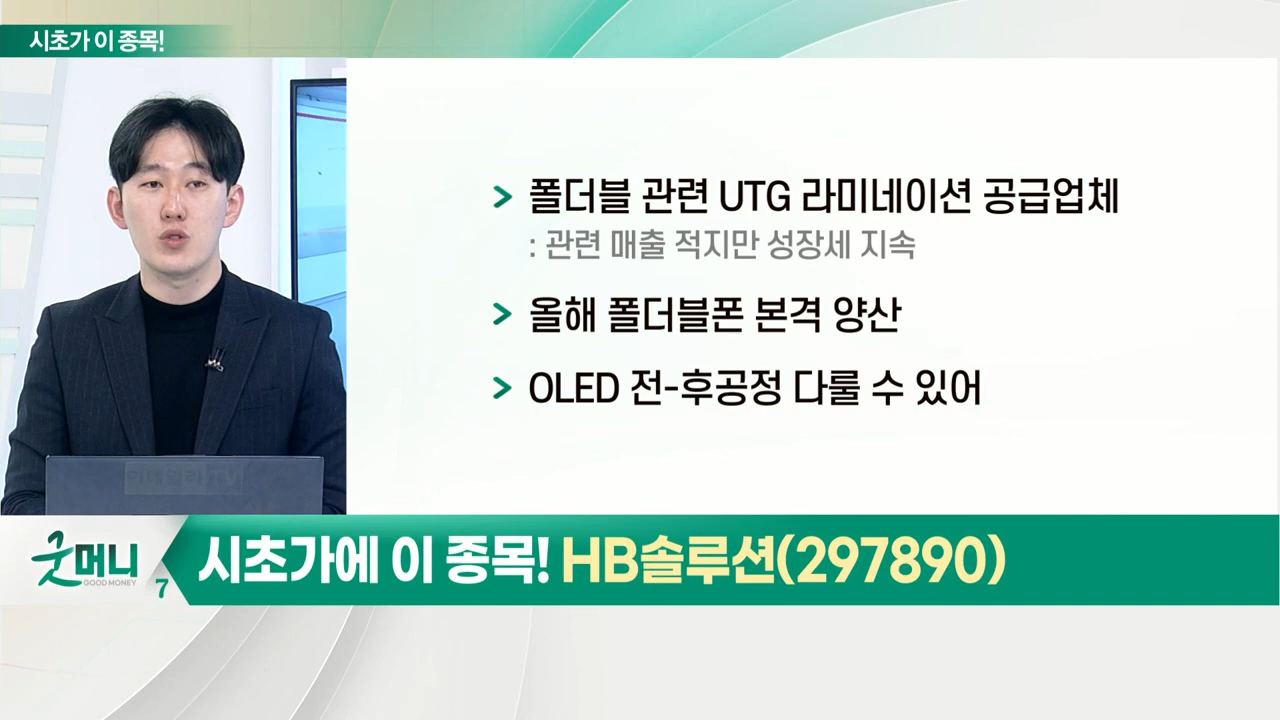 시초가 이 종목!
> 폴더블 관련 UTG 라미네이션 공급업체
: 관련 매출 적지만 성장세 지속
> 올해 폴더블폰 본격 양산
> OLED 전-후공정 다룰 수 있어
굿머니
GOOD MONEY
7
시초가에 이 종목! HB솔루션(297890)